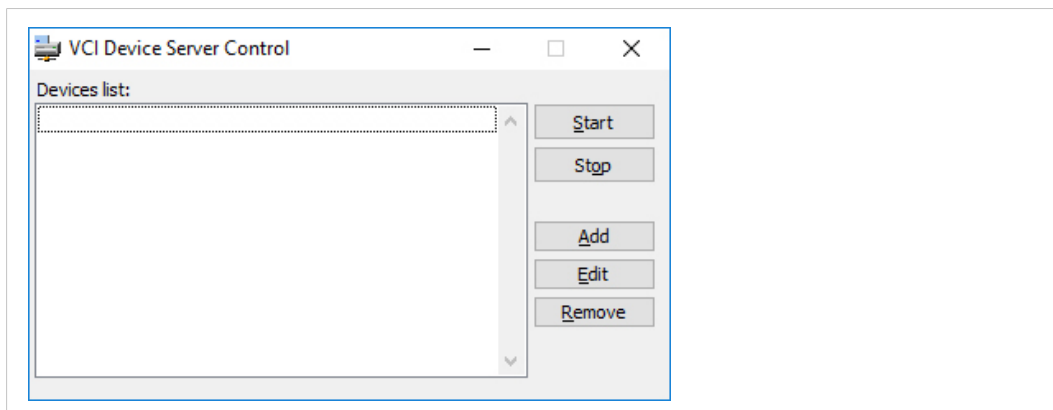 VCI Device Server Control
Devices list:
Start
Stop
Add
Edit
Remove